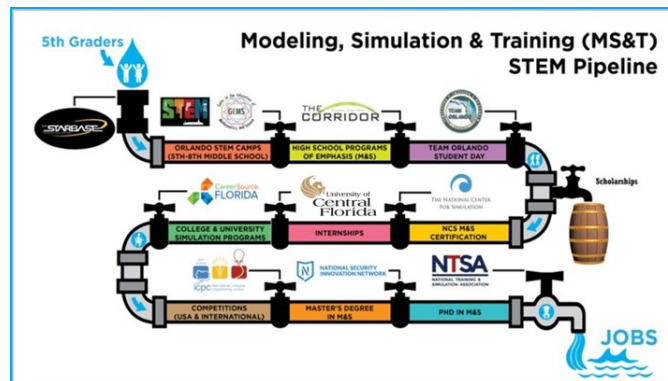 5th Graders
Modeling, Simulation & Training (MS&T)
STEM Pipeline
STARBASE
STEM
GEMS
THE
CORRIDOR
TEAM
ORLANDO
ORLANDO STEM CAMPS
(5TH-8TH MIDDLE SCHOOL)
HIGH SCHOOL PROGRAMS
OF EMPHASIS (M&S)
TEAM ORLANDO
STUDENT DAY
Scholarships
CareerSource
FLORIDA
University of
Central
Florida
THE NATIONAL CENTER
FOR SIMULATION
COLLEGE & UNIVERSITY
SIMULATION PROGRAMS
INTERNSHIPS
NCS M&S
CERTIFICATION
icpc
NATIONAL SECURITY
INNOVATION NETWORK
NTSA
NATIONAL TRAINING &
SIMULATION ASSOCIATION
COMPETITIONS
(USA & INTERNATIONAL)
MASTER'S DEGREE
IN M&S
PHD IN M&S
JOBS